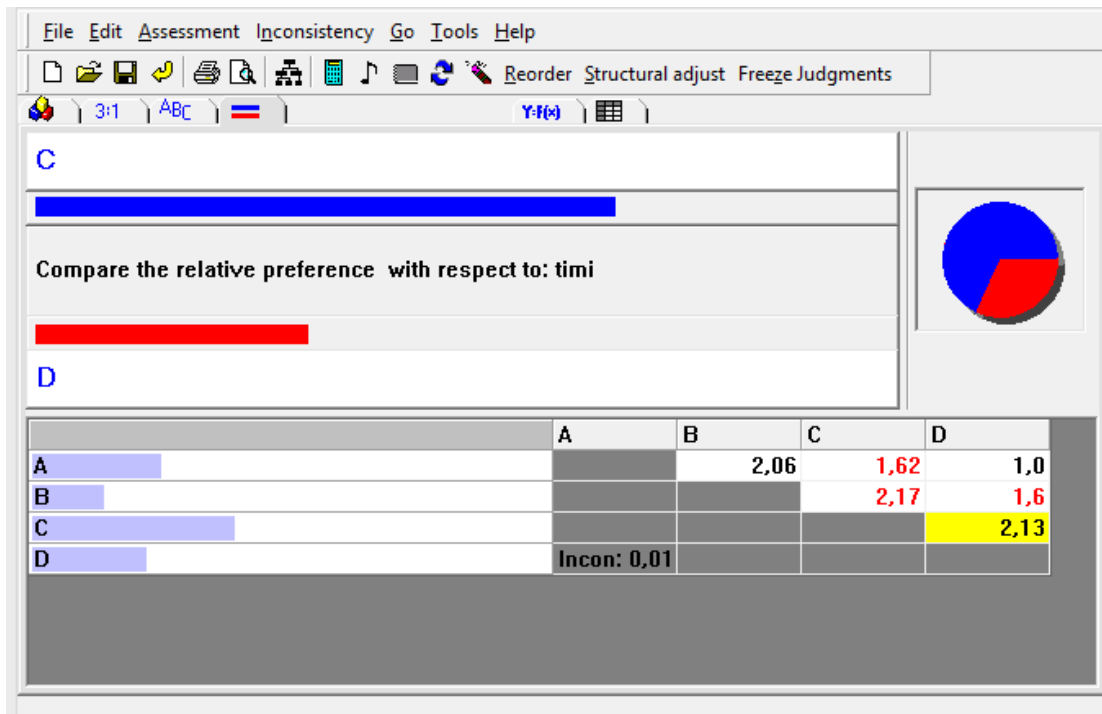 File Edit Assessment Inconsistency Go Tools Help
Reorder Structural adjust Freeze Judgments
3:1 ABC Y=F(x)
C
Compare the relative preference with respect to: timi
D
A B C D
A 2,06 1,62 1,0
B 2,17 1,6
C 2,13
D Incon: 0,01